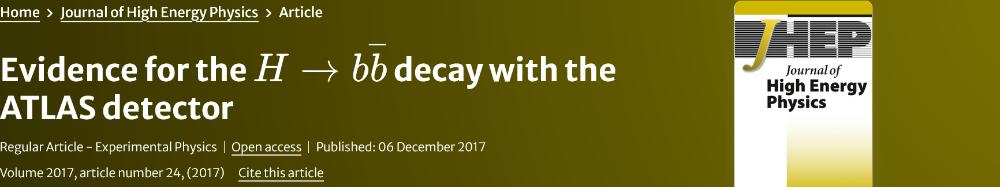 Home > Journal of High Energy Physics > Article
Evidence for the H → bb̅ decay with the
ATLAS detector
Regular Article - Experimental Physics | Open access | Published: 06 December 2017
Volume 2017, article number 24, (2017) Cite this article
JHEP
Journal of
High Energy
Physics